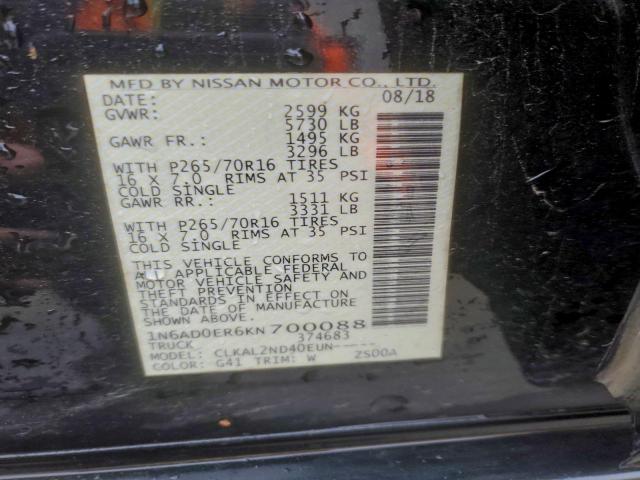 MFD BY NISSAN MOTOR CO., LTD.
DATE: 08/18
GVWR: 2599 KG
5730 LB
GAWR FR.: 1495 KG
3296 LB
WITH P265/70R16 TIRES
16 X 7.0 RIMS AT 35 PSI
COLD SINGLE
GAWR RR.: 1511 KG
3331 LB
WITH P265/70R16 TIRES
16 X 7.0 RIMS AT 35 PSI
COLD SINGLE
THIS VEHICLE CONFORMS TO
ALL APPLICABLE FEDERAL
MOTOR VEHICLE SAFETY AND
THEFT PREVENTION
STANDARDS IN EFFECT ON
THE DATE OF MANUFACTURE
SHOWN ABOVE.
1N6AD0ER6KN700088
TRUCK 374683
MODEL: CLKAL2ND40EUN-----
COLOR: G41 TRIM: W ZS00A